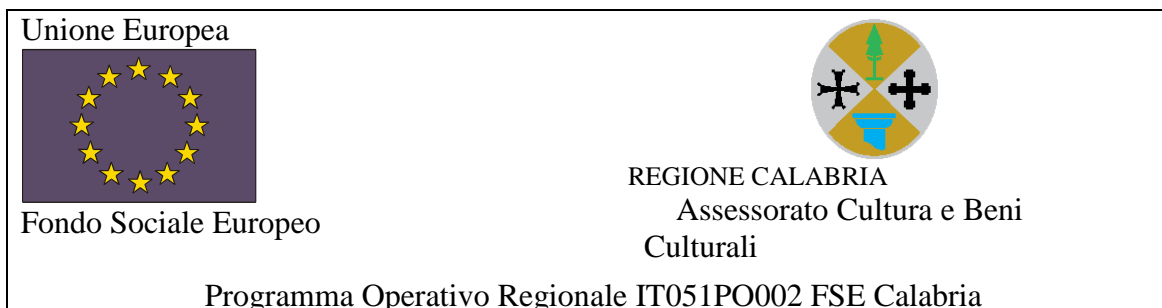 Unione Europea
Fondo Sociale Europeo
REGIONE CALABRIA
Assessorato Cultura e Beni
Culturali
Programma Operativo Regionale IT051PO002 FSE Calabria